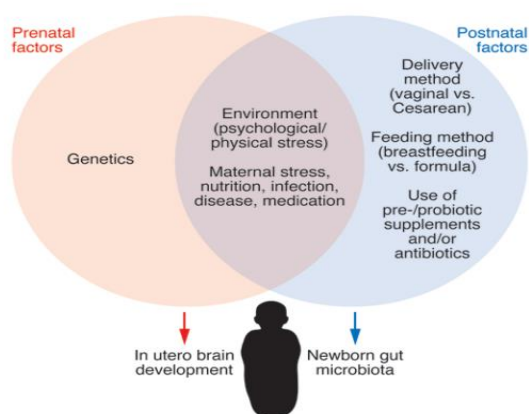 Prenatal
factors
Postnatal
factors
Genetics
Environment
(psychological/
physical stress)
Maternal stress,
nutrition, infection,
disease, medication
Delivery
method
(vaginal vs.
Cesarean)
Feeding method
(breastfeeding
vs. formula)
Use of
pre-/probiotic
supplements
and/or
antibiotics
In utero brain
development
Newborn gut
microbiota